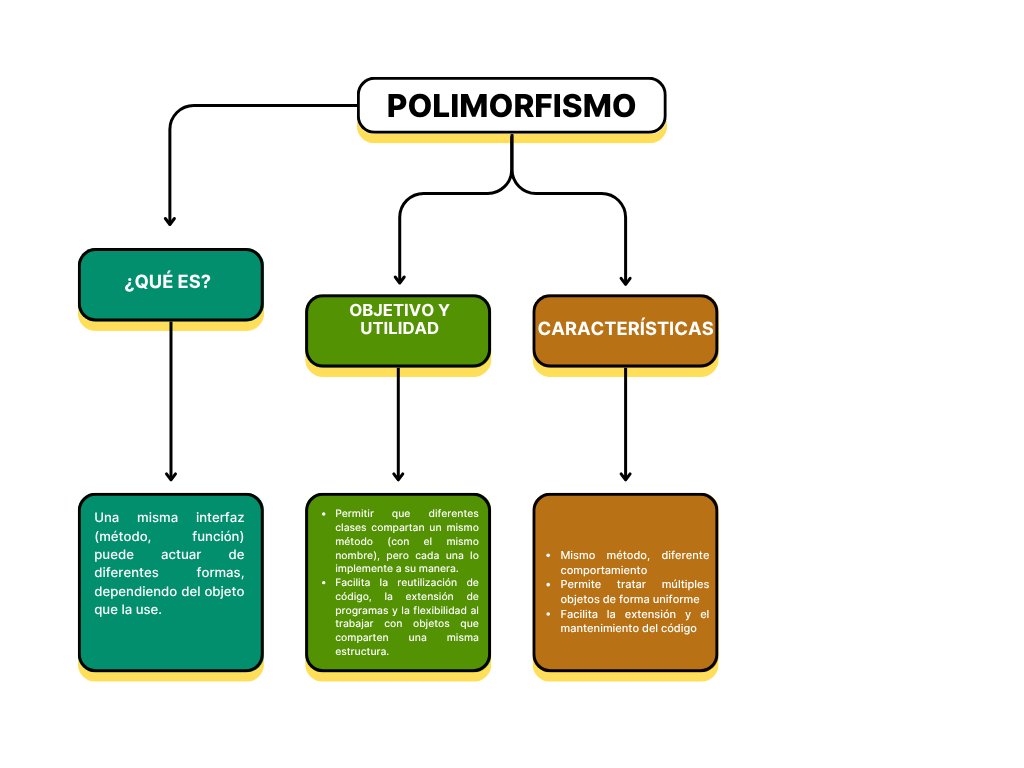 POLIMORFISMO
¿QUÉ ES?
OBJETIVO Y
UTILIDAD
CARACTERÍSTICAS
Una misma interfaz
(método, función)
puede actuar de
diferentes formas,
dependiendo del objeto
que la use.
• Permitir que diferentes
clases compartan un mismo
método (con el mismo
nombre), pero cada una lo
implemente a su manera.
• Facilita la reutilización de
código, la extensión de
programas y la flexibilidad al
trabajar con objetos que
comparten una misma
estructura.
• Mismo método, diferente
comportamiento
• Permite tratar múltiples
objetos de forma uniforme
• Facilita la extensión y el
mantenimiento del código